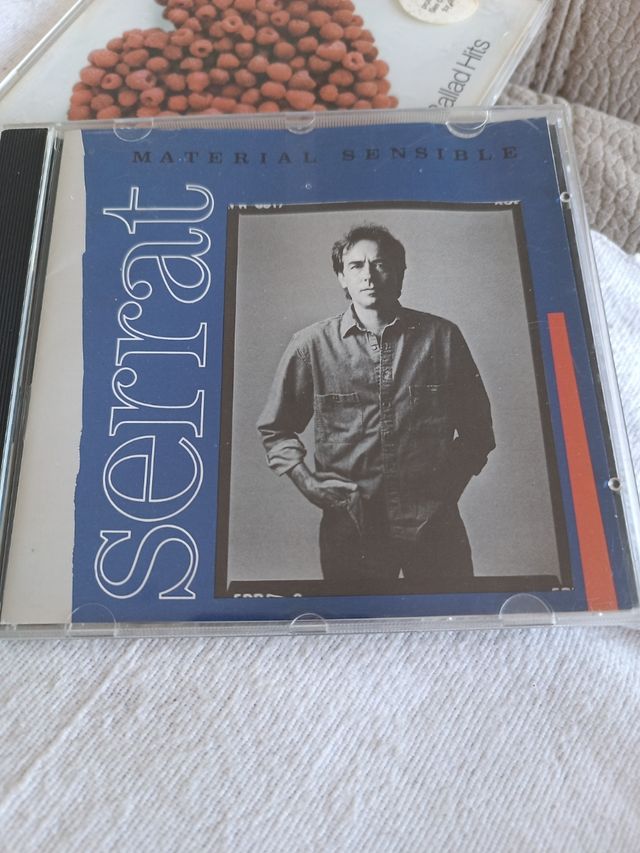 Ballad Hits
MATERIAL SENSIBLE
serrat